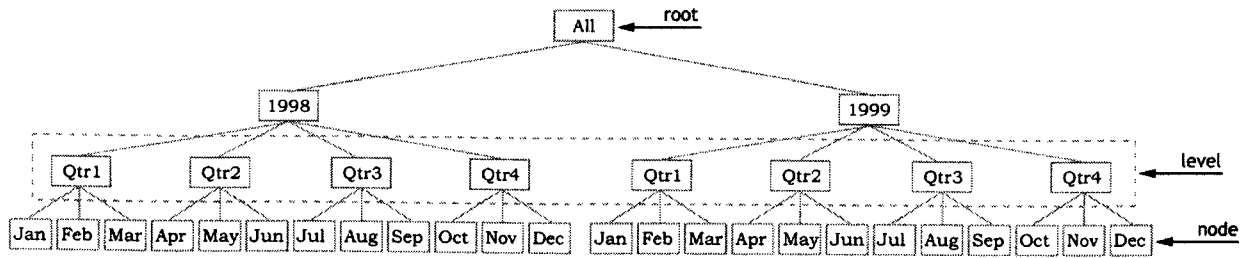 All root
1998 1999
Qtr1 Qtr2 Qtr3 Qtr4 Qtr1 Qtr2 Qtr3 Qtr4 level
Jan Feb Mar Apr May Jun Jul Aug Sep Oct Nov Dec Jan Feb Mar Apr May Jun Jul Aug Sep Oct Nov Dec node